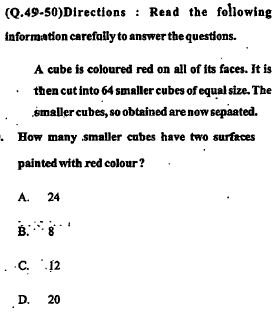 (Q.49-50)Directions : Read the following
information carefully to answer the questions.
A cube is coloured red on all of its faces. It is
then cut into 64 smaller cubes of equal size. The
smaller cubes, so obtained are now sepaated.
. How many smaller cubes have two surfaces
painted with red colour?
A. 24
B. 8
C. 12
D. 20